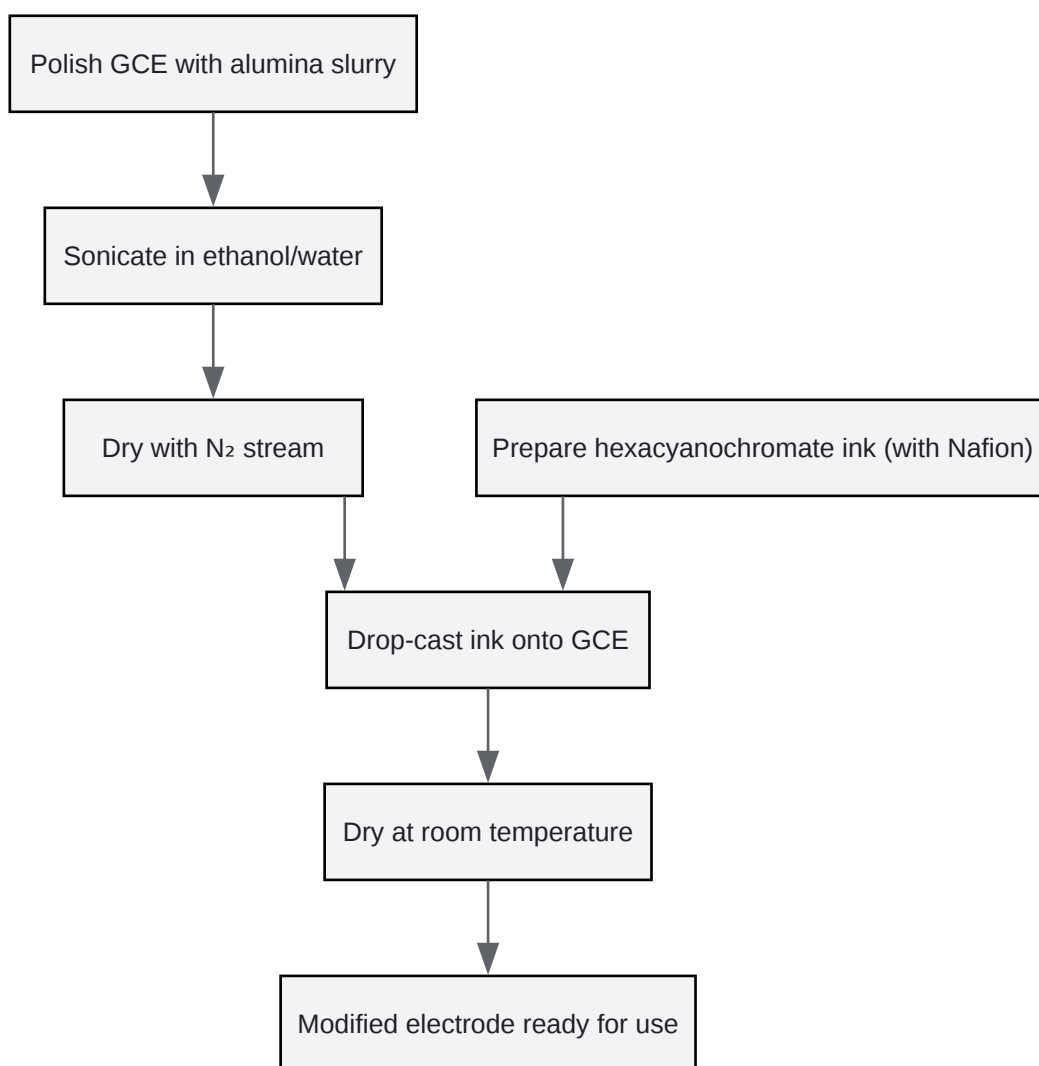 Polish GCE with alumina slurry
Sonicate in ethanol/water
Dry with N₂ stream
Prepare hexacyanochromate ink (with Nafion)
Drop-cast ink onto GCE
Dry at room temperature
Modified electrode ready for use